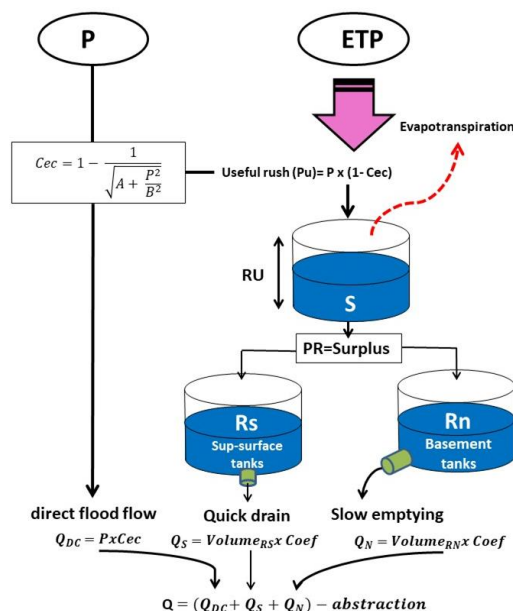 P
ETP
Evapotranspiration
Cec = 1 - 1 / √(A + P²/B²)
Useful rush (Pu)= P x (1- Cec)
RU
S
PR=Surplus
Rs
Sup-surface
tanks
Rn
Basement
tanks
direct flood flow
Quick drain
Slow emptying
Q_DC = PxCec
Q_S = Volume_RS x Coef
Q_N = Volume_RN x Coef
Q = (Q_DC + Q_S + Q_N) − abstraction